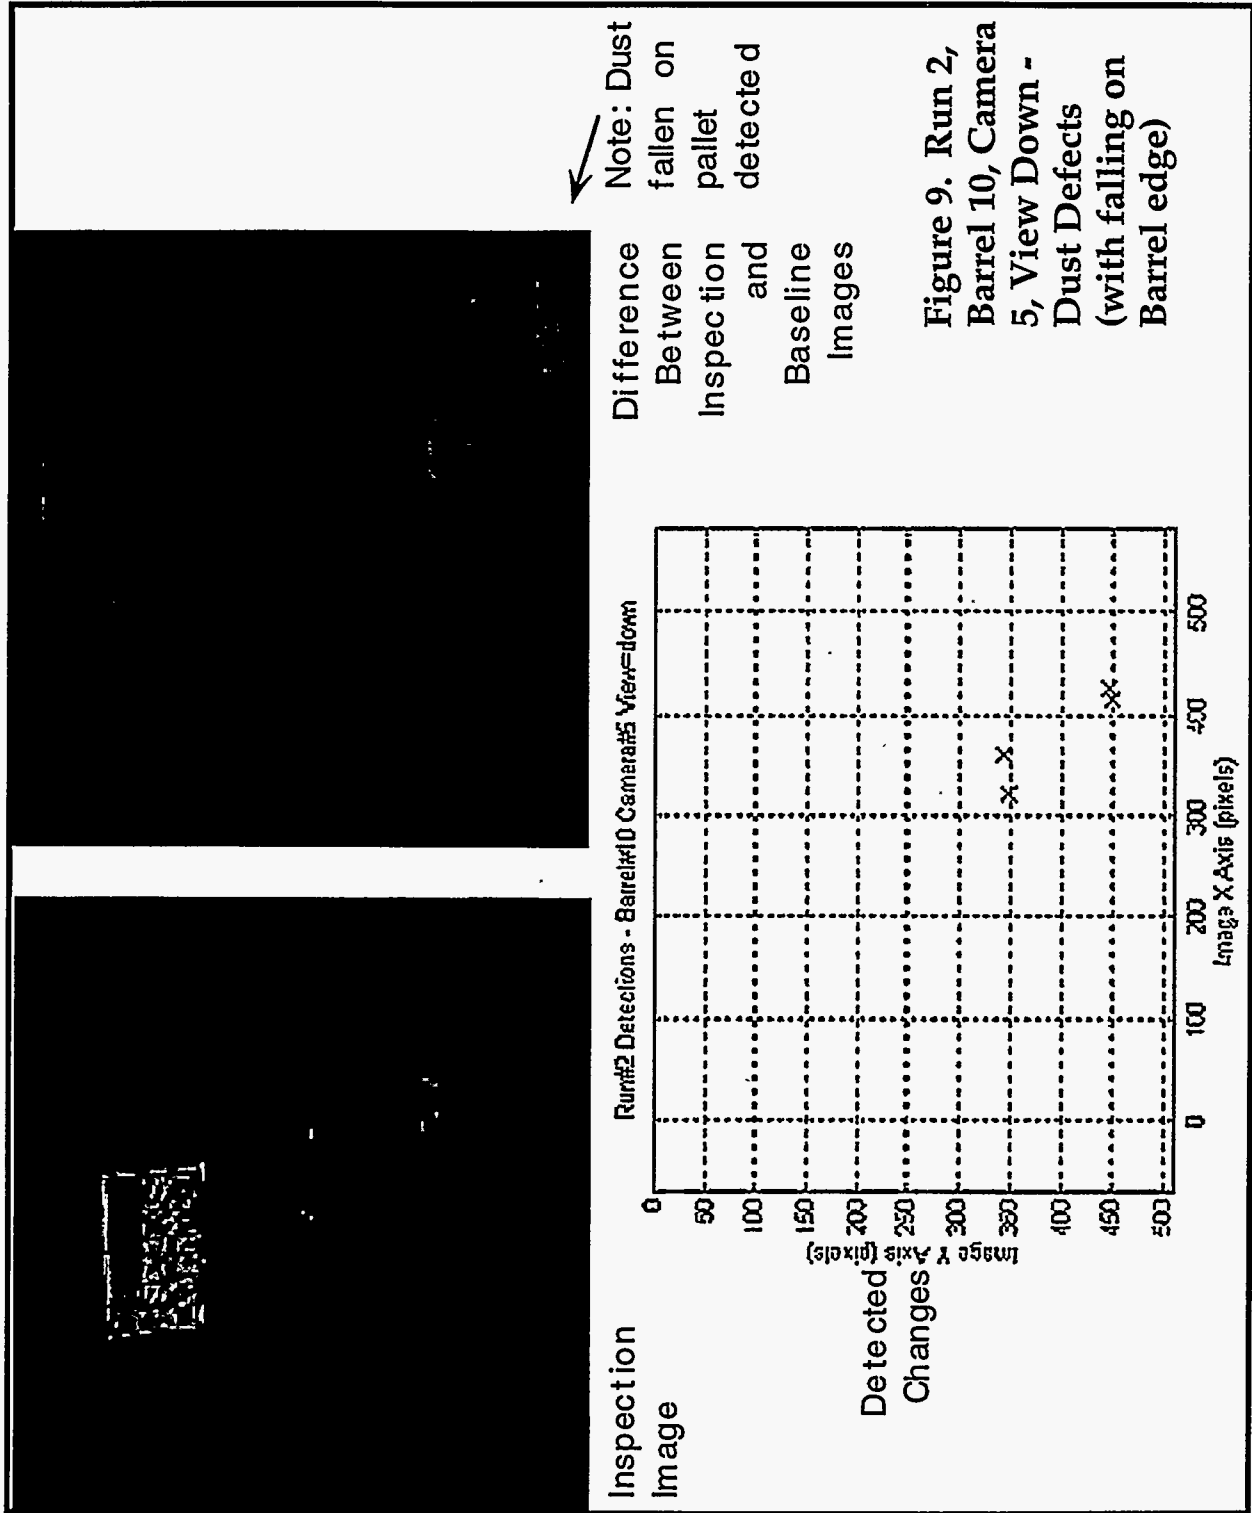 Inspection
Image
Difference
Between
Inspection
and
Baseline
Images
Note: Dust
fallen on
pallet
detected
Detected
Changes
Run#2 Detections - Barrel#10 Camera#5 View=down
0
50
100
150
200
250
300
350
400
450
500
Image Y Axis (pixels)
0
100
200
300
400
500
Image X Axis (pixels)
Figure 9. Run 2,
Barrel 10, Camera
5, View Down -
Dust Defects
(with falling on
Barrel edge)